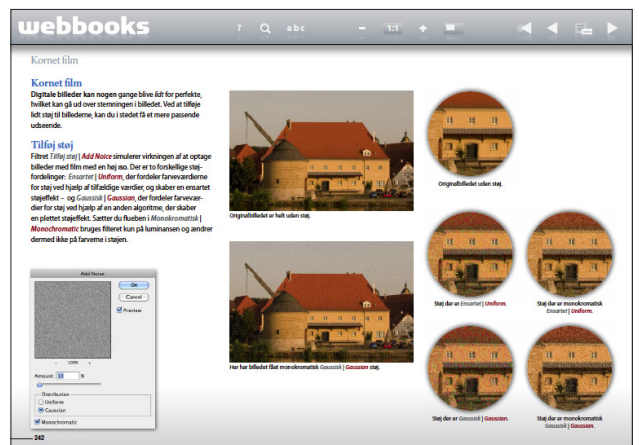 webbooks
? abc - 1:1 +
Kornet film
Kornet film
Digitale billeder kan nogen gange blive lidt for perfekte,
hvilket kan gå ud over stemningen i billedet. Ved at tilføje
lidt støj til billederne, kan du i stedet få et mere passende
udseende.
Tilføj støj
Filtret Tilføj støj | Add Noice simulerer virkningen af at optage
billeder med film med en høj iso. Der er to forskellige støj-
fordelinger: Ensartet | Uniform, der fordeler farveværdierne
for støj ved hjælp af tilfældige værdier, og skaber en ensartet
støjeffekt – og Gaussisk | Gaussian, der fordeler farvevær-
dier for støj ved hjælp af en anden algoritme, der skaber
en plettet støjeffekt. Sætter du flueben i Monokromatisk |
Monochromatic bruges filteret kun på luminansen og ændrer
dermed ikke på farverne i støjen.
Add Noise
OK
Cancel
Preview
- 100% +
Amount: 10 %
Distribution
Uniform
Gaussian
Monochromatic
242
Originalbilledet er helt uden støj.
Her har billedet fået monokromatisk Gaussisk | Gaussian støj.
Originalbilledet uden støj.
Støj der er Ensartet | Uniform.
Støj der er monokromatisk
Ensartet | Uniform.
Støj der er Gaussisk | Gaussian.
Støj der er monokromatisk
Gaussisk | Gaussian.